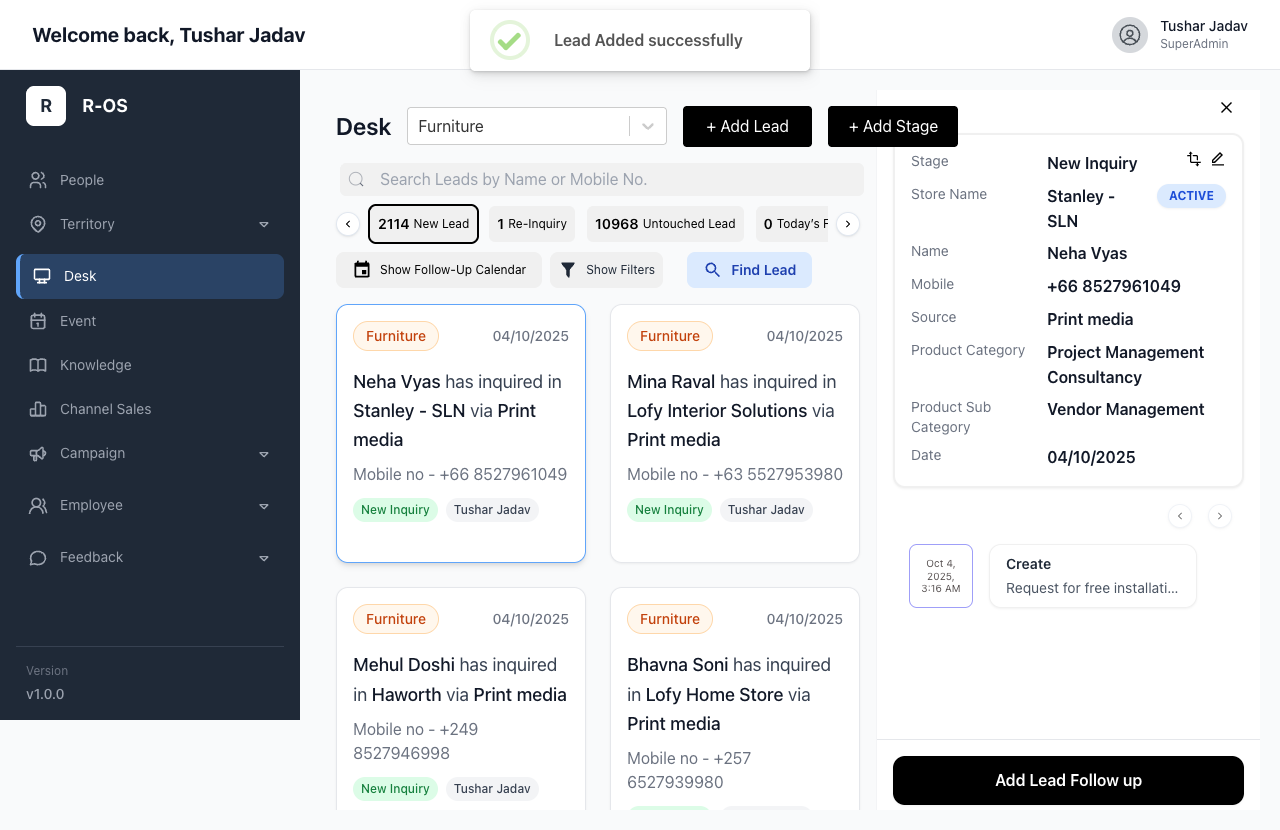 Welcome back, Tushar Jadav
Lead Added successfully
Tushar Jadav
SuperAdmin
R
R-OS
People
Territory
Desk
Event
Knowledge
Channel Sales
Campaign
Employee
Feedback
Version
v1.0.0
Desk
Furniture
+ Add Lead
+ Add Stage
Search Leads by Name or Mobile No.
2114 New Lead
1 Re-Inquiry
10968 Untouched Lead
0 Today's F
Show Follow-Up Calendar
Show Filters
Find Lead
Furniture
04/10/2025
Neha Vyas has inquired in
Stanley - SLN via Print
media
Mobile no - +66 8527961049
New Inquiry
Tushar Jadav
Furniture
04/10/2025
Mina Raval has inquired in
Lofy Interior Solutions via
Print media
Mobile no - +63 5527953980
New Inquiry
Tushar Jadav
Furniture
04/10/2025
Mehul Doshi has inquired
in Haworth via Print media
Mobile no - +249
8527946998
New Inquiry
Tushar Jadav
Furniture
04/10/2025
Bhavna Soni has inquired
in Lofy Home Store via
Print media
Mobile no - +257
6527939980
Stage
New Inquiry
Store Name
Stanley -
SLN
ACTIVE
Name
Neha Vyas
Mobile
+66 8527961049
Source
Print media
Product Category
Project Management
Consultancy
Product Sub
Category
Vendor Management
Date
04/10/2025
Oct 4,
2025,
3:16 AM
Create
Request for free installati...
Add Lead Follow up